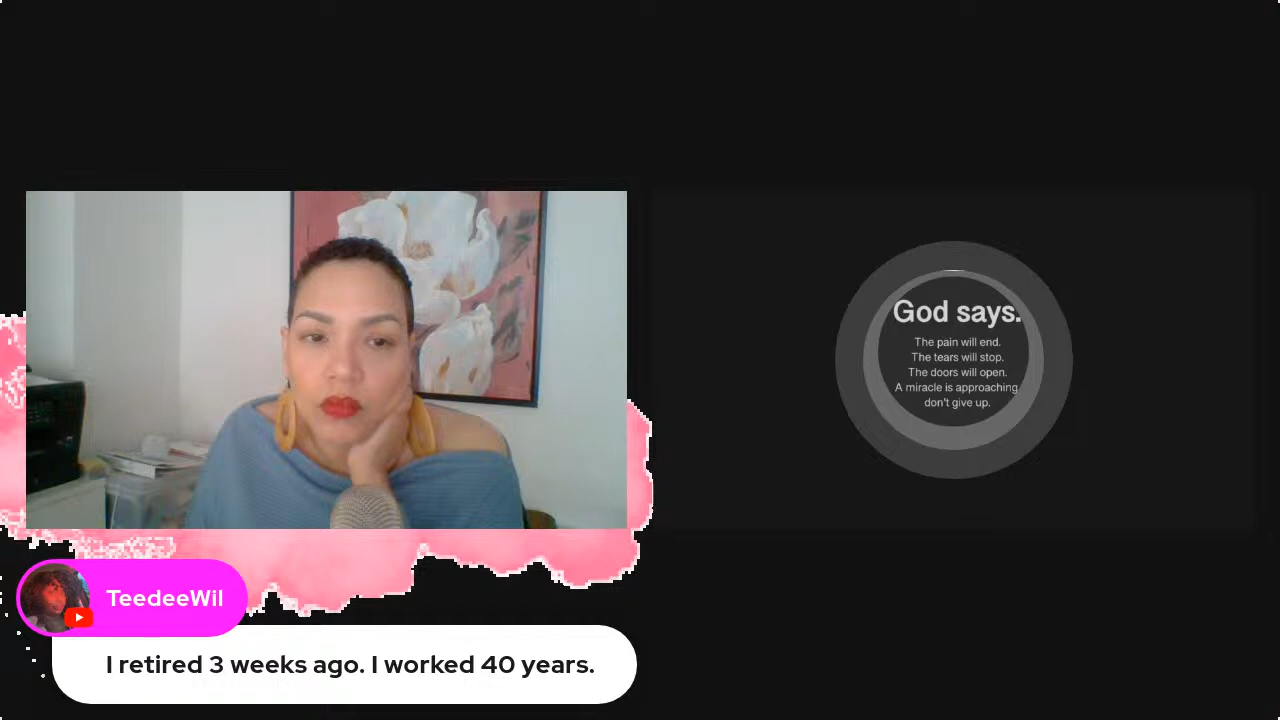 God says.
The pain will end.
The tears will stop.
The doors will open.
A miracle is approaching
don't give up.
TeedeeWil
I retired 3 weeks ago. I worked 40 years.